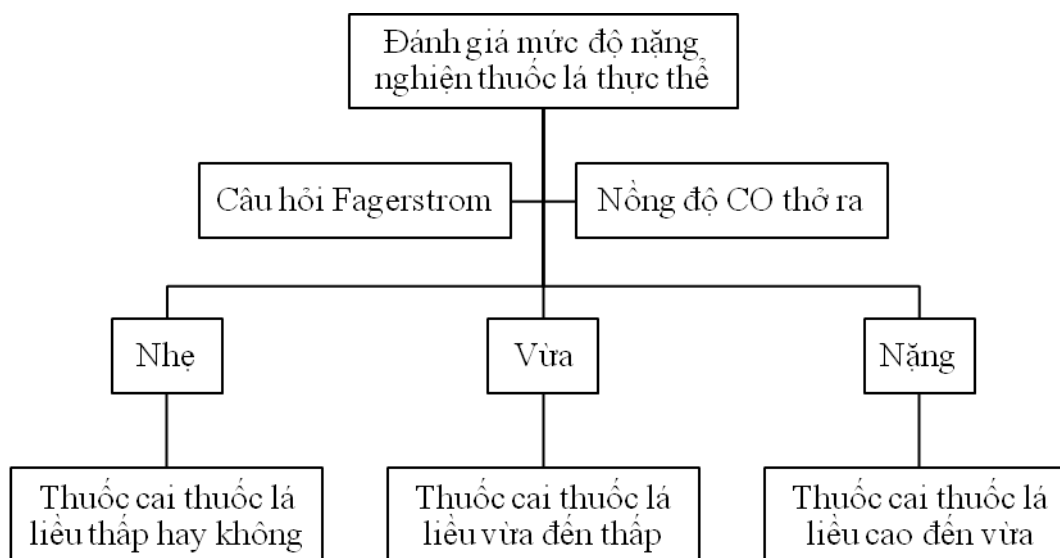 Đánh giá mức độ nặng
nghiện thuốc lá thực thể
Câu hỏi Fagerstrom
Nồng độ CO thở ra
Nhẹ
Vừa
Nặng
Thuốc cai thuốc lá
liều thấp hay không
Thuốc cai thuốc lá
liều vừa đến thấp
Thuốc cai thuốc lá
liều cao đến vừa